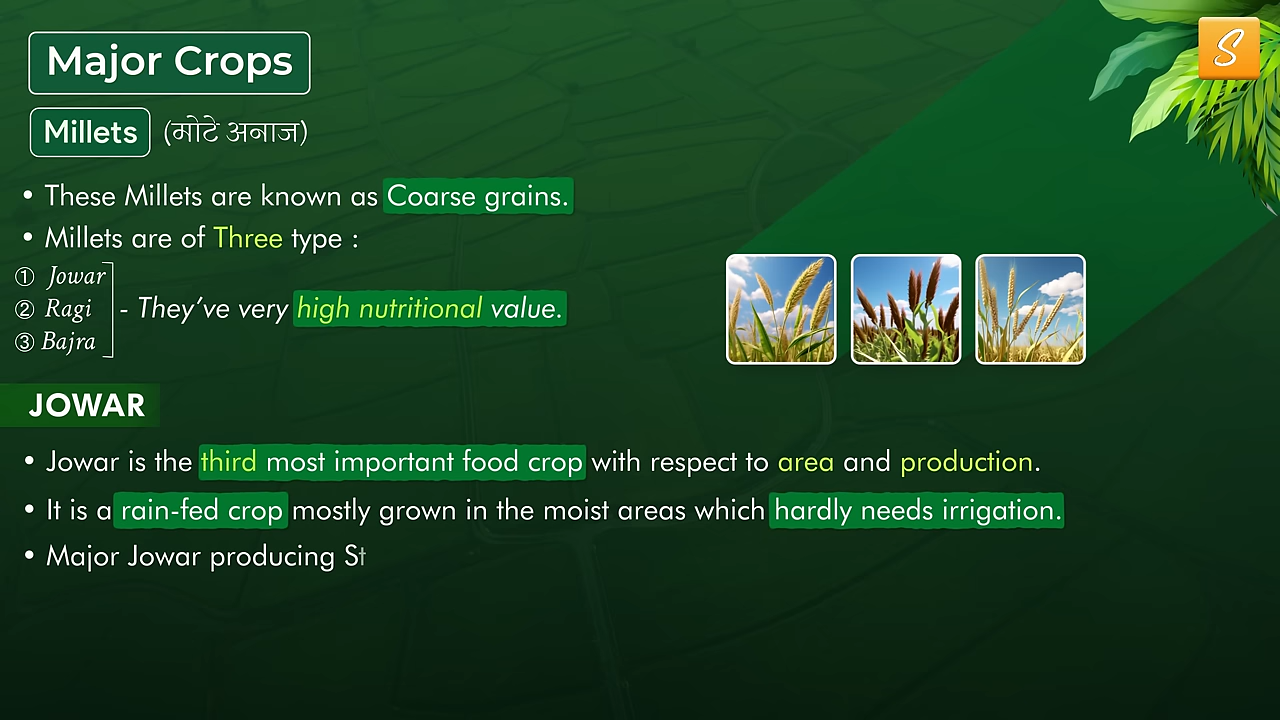 Major Crops
Millets (मोटे अनाज)
• These Millets are known as Coarse grains.
• Millets are of Three type :
① Jowar
② Ragi - They've very high nutritional value.
③ Bajra
JOWAR
• Jowar is the third most important food crop with respect to area and production.
• It is a rain-fed crop mostly grown in the moist areas which hardly needs irrigation.
• Major Jowar producing St
S